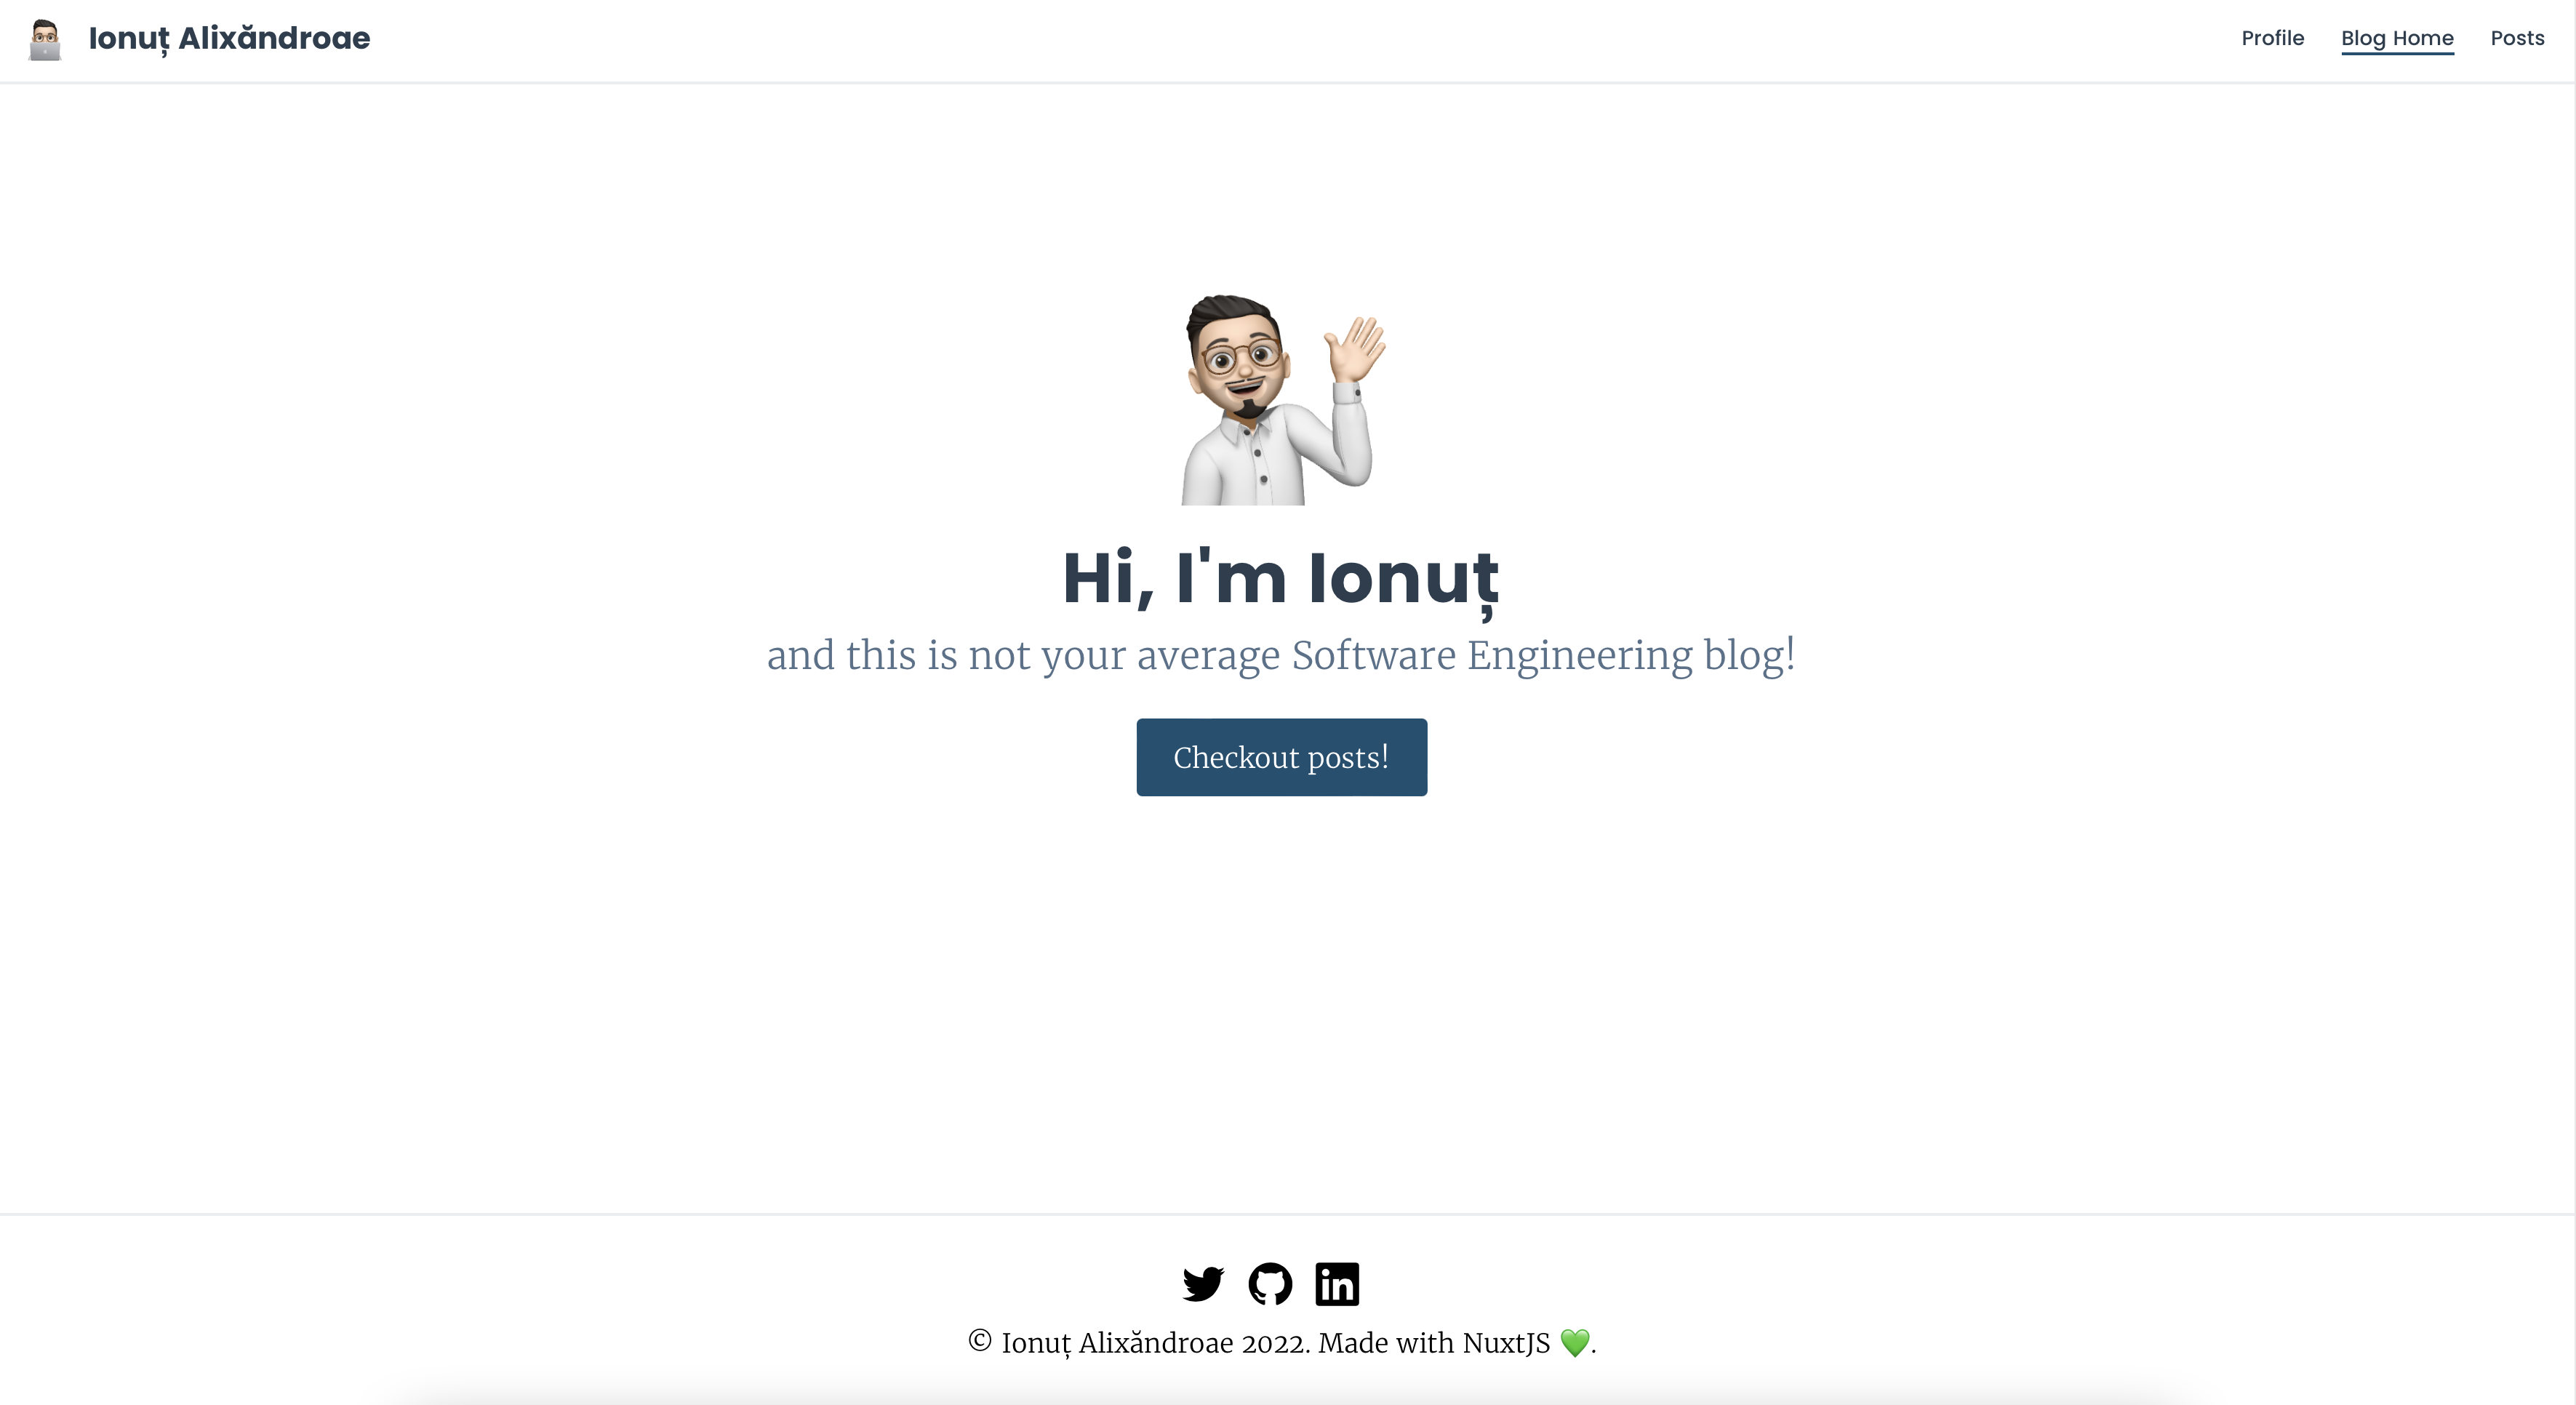 Ionuț Alixăndroae
Profile Blog Home Posts
Hi, I'm Ionuț
and this is not your average Software Engineering blog!
Checkout posts!
© Ionuț Alixăndroae 2022. Made with NuxtJS 💚.